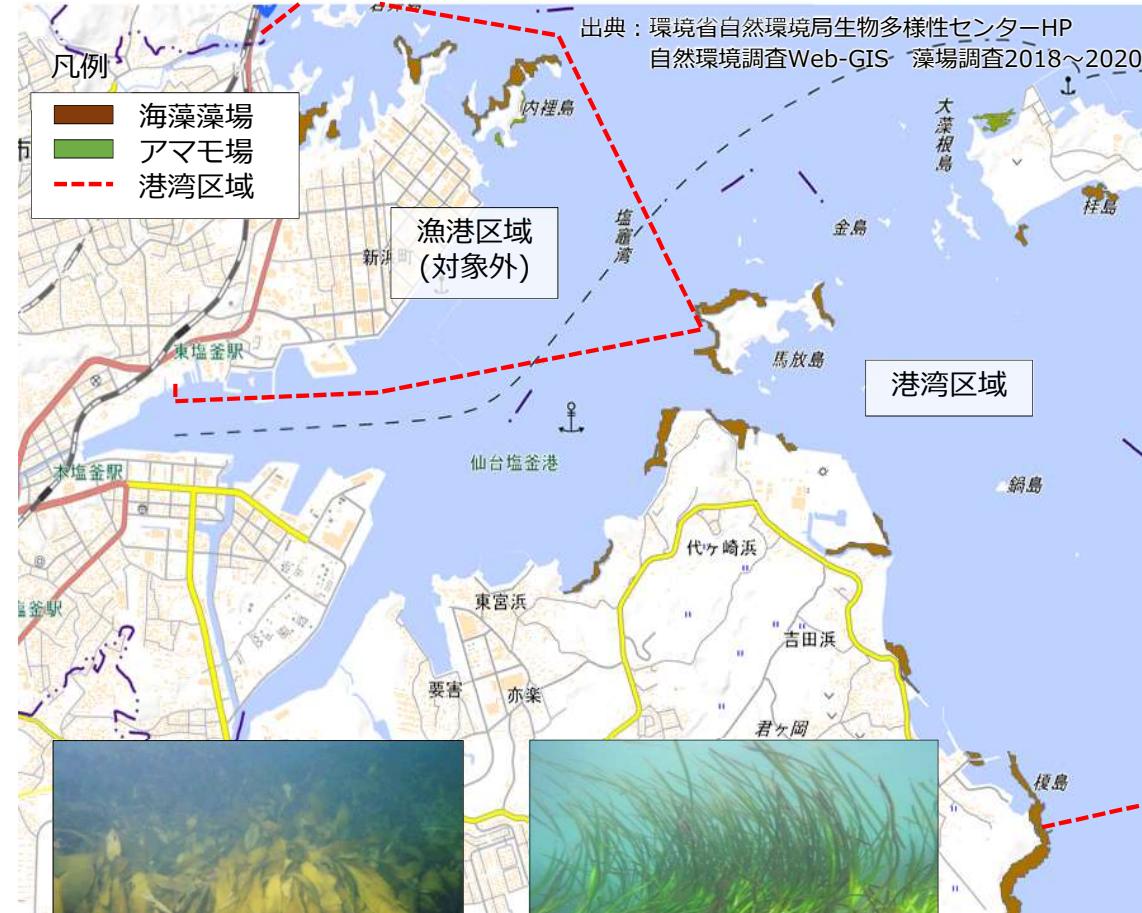 出典：環境省自然環境局生物多様性センターHP
自然環境調査Web-GIS 藻場調査2018～2020
凡例
海藻藻場
アマモ場
港湾区域
市
内裡島
大藻根島
桂島
金島
塩竈湾
漁港区域
(対象外)
新浜町
東塩釜駅
馬放島
港湾区域
本塩釜駅
仙台塩釜港
鍋島
代ヶ崎浜
塩釜駅
東宮浜
吉田浜
要害
亦楽
君ヶ岡
榎島